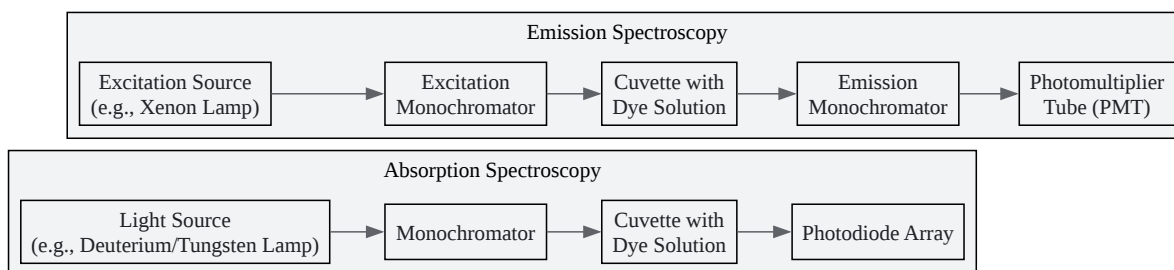 Emission Spectroscopy
Excitation Source
(e.g., Xenon Lamp)
Excitation
Monochromator
Cuvette with
Dye Solution
Emission
Monochromator
Photomultiplier
Tube (PMT)
Absorption Spectroscopy
Light Source
(e.g., Deuterium/Tungsten Lamp)
Monochromator
Cuvette with
Dye Solution
Photodiode Array